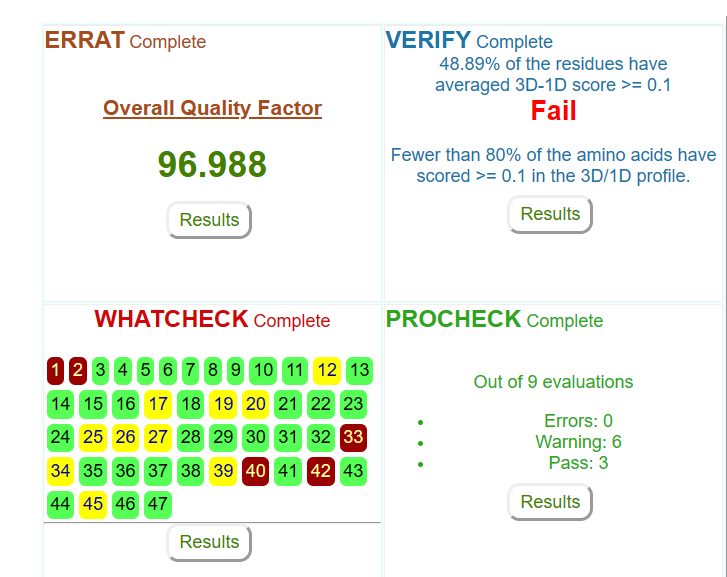 ERRAT Complete
Overall Quality Factor
96.988
Results
VERIFY Complete
48.89% of the residues have
averaged 3D-1D score >= 0.1
Fail
Fewer than 80% of the amino acids have
scored >= 0.1 in the 3D/1D profile.
Results
WHATCHECK Complete
1 2 3 4 5 6 7 8 9 10 11 12 13
14 15 16 17 18 19 20 21 22 23
24 25 26 27 28 29 30 31 32 33
34 35 36 37 38 39 40 41 42 43
44 45 46 47
Results
PROCHECK Complete
Out of 9 evaluations
• Errors: 0
• Warning: 6
• Pass: 3
Results